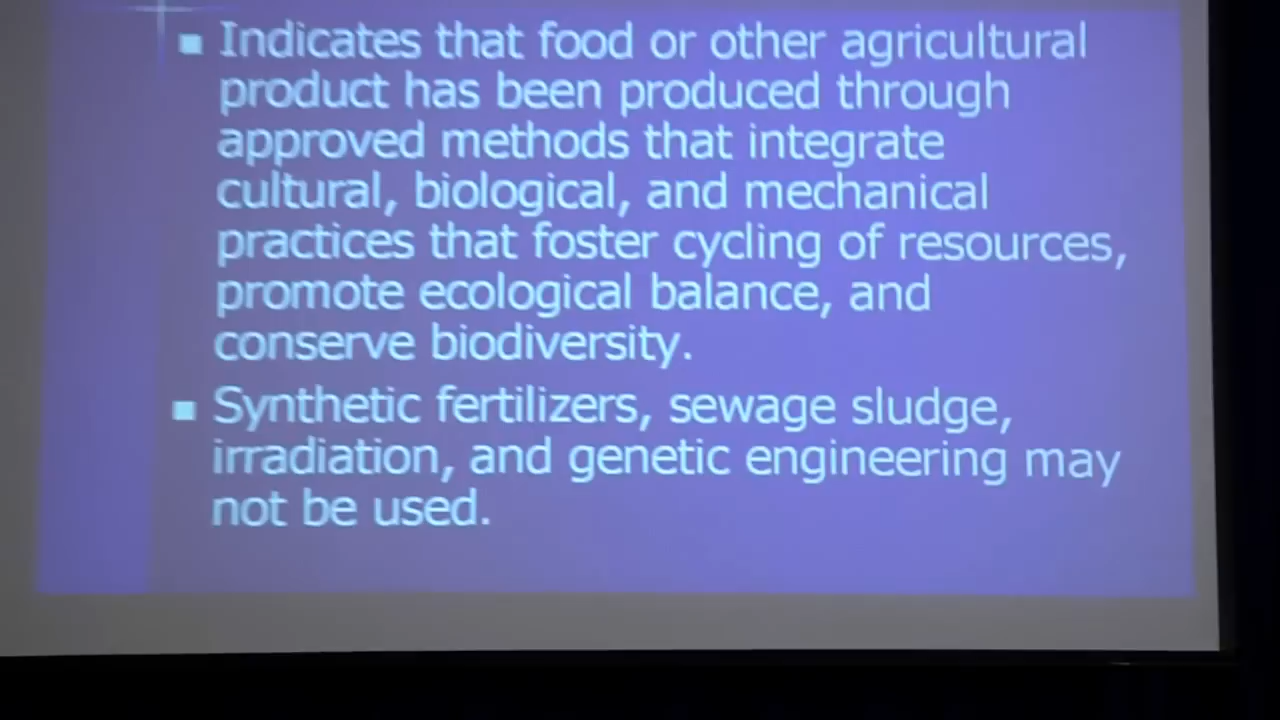 Indicates that food or other agricultural
product has been produced through
approved methods that integrate
cultural, biological, and mechanical
practices that foster cycling of resources,
promote ecological balance, and
conserve biodiversity.
Synthetic fertilizers, sewage sludge,
irradiation, and genetic engineering may
not be used.